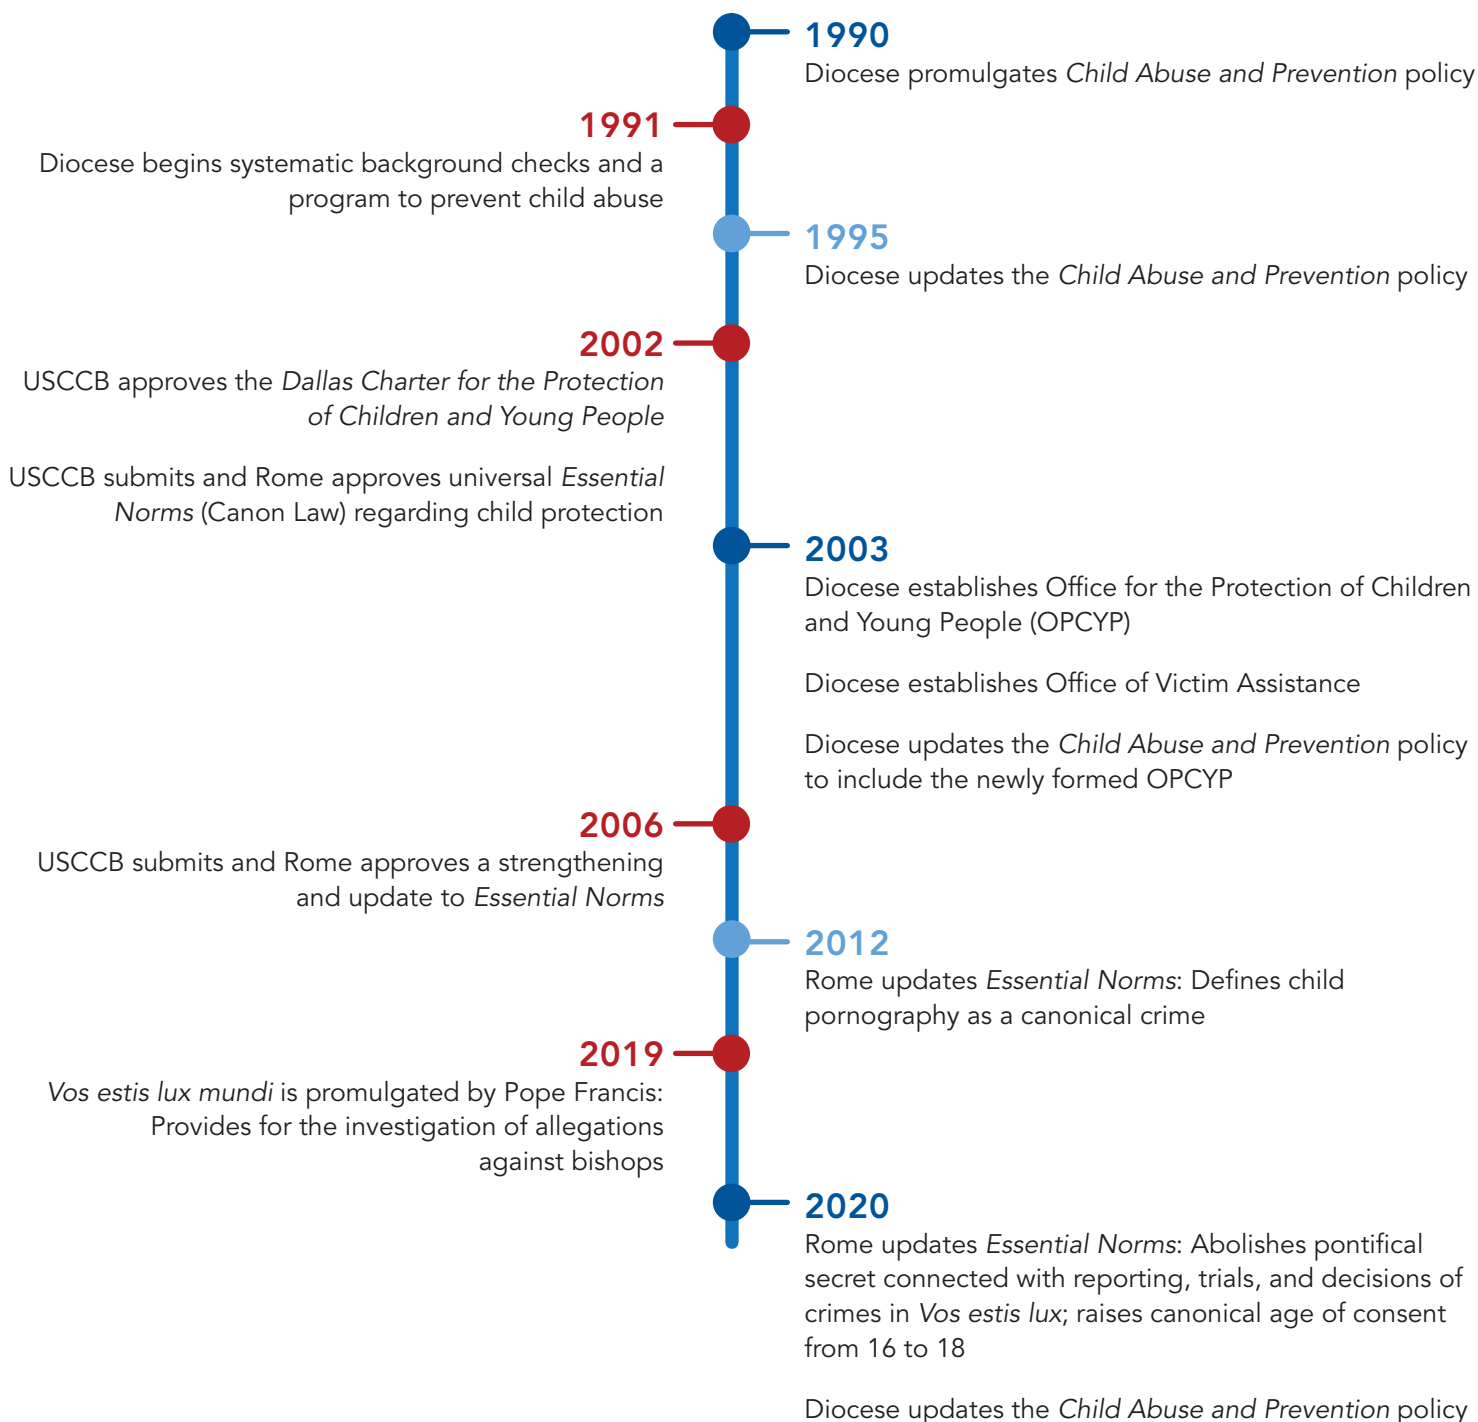 1990
Diocese promulgates Child Abuse and Prevention policy
1991
Diocese begins systematic background checks and a
program to prevent child abuse
1995
Diocese updates the Child Abuse and Prevention policy
2002
USCCB approves the Dallas Charter for the Protection
of Children and Young People
USCCB submits and Rome approves universal Essential
Norms (Canon Law) regarding child protection
2003
Diocese establishes Office for the Protection of Children
and Young People (OPCYP)
Diocese establishes Office of Victim Assistance
Diocese updates the Child Abuse and Prevention policy
to include the newly formed OPCYP
2006
USCCB submits and Rome approves a strengthening
and update to Essential Norms
2012
Rome updates Essential Norms: Defines child
pornography as a canonical crime
2019
Vos estis lux mundi is promulgated by Pope Francis:
Provides for the investigation of allegations
against bishops
2020
Rome updates Essential Norms: Abolishes pontifical
secret connected with reporting, trials, and decisions of
crimes in Vos estis lux; raises canonical age of consent
from 16 to 18
Diocese updates the Child Abuse and Prevention policy